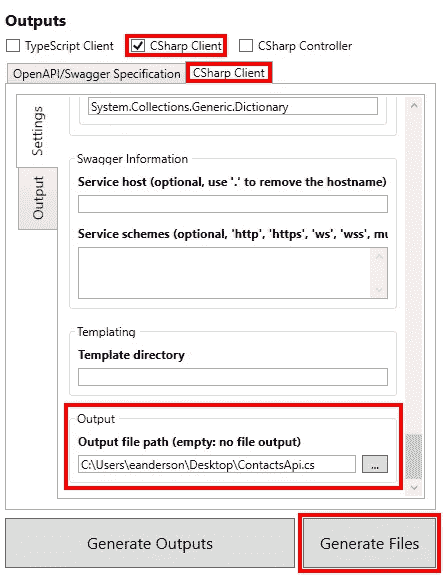 Outputs
TypeScript Client CSharp Client CSharp Controller
OpenAPI/Swagger Specification CSharp Client
Settings
Output
System.Collections.Generic.Dictionary
Swagger Information
Service host (optional, use '.' to remove the hostname)
Service schemes (optional, 'http', 'https', 'ws', 'wss', mu
Templating
Template directory
Output
Output file path (empty: no file output)
C:\Users\eanderson\Desktop\ContactsApi.cs ...
Generate Outputs Generate Files